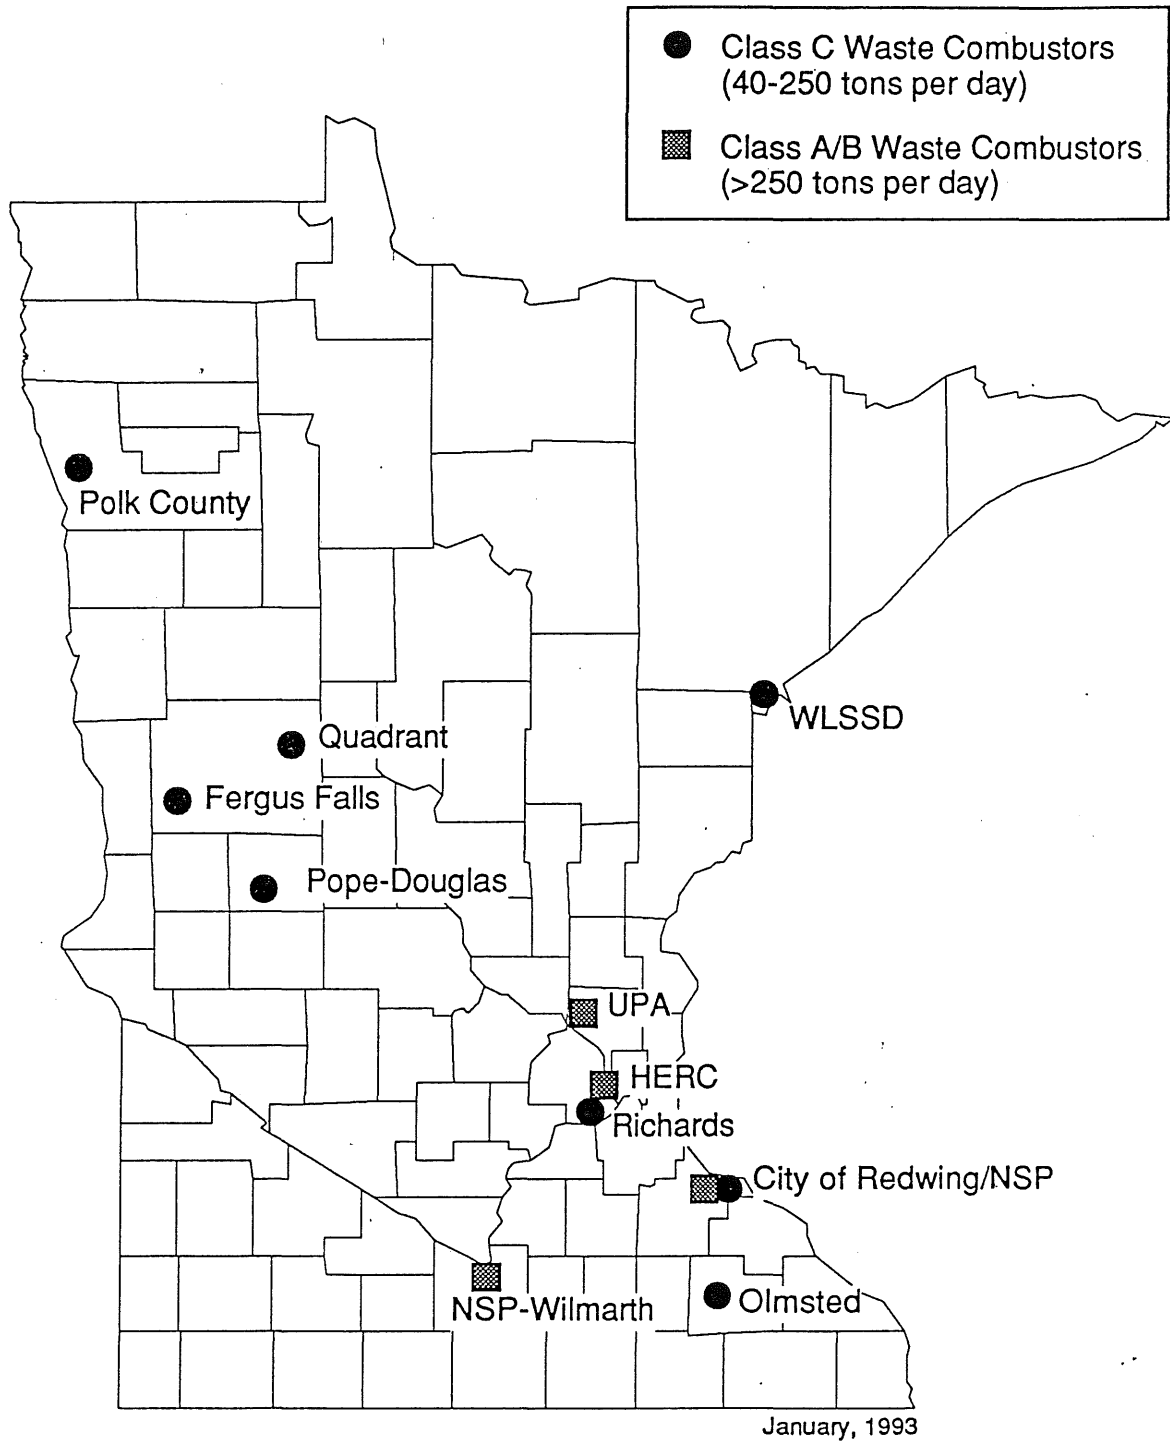 Class C Waste Combustors
(40-250 tons per day)
Class A/B Waste Combustors
(>250 tons per day)
Polk County
WLSSD
Quadrant
Fergus Falls
Pope-Douglas
UPA
HERC
Richards
City of Redwing/NSP
Olmsted
NSP-Wilmarth
January, 1993